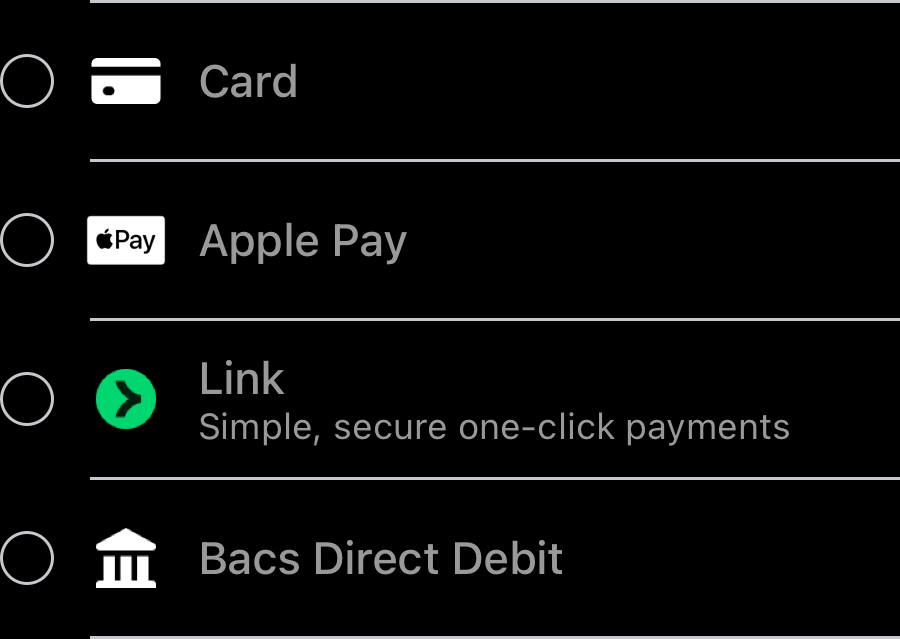 Card
Pay
Apple Pay
Link
Simple, secure one-click payments
Bacs Direct Debit